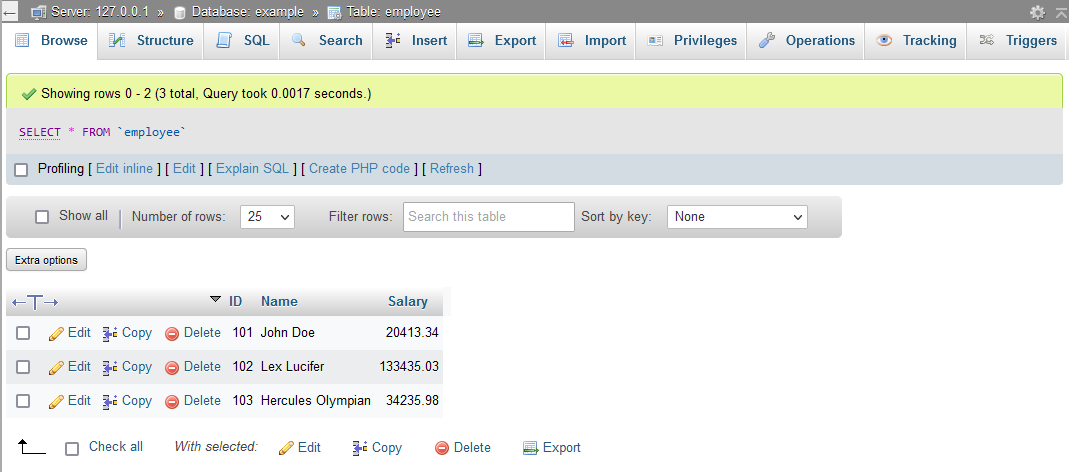 Server: 127.0.0.1 » Database: example » Table: employee
Browse Structure SQL Search Insert Export Import Privileges Operations Tracking Triggers
Showing rows 0 - 2 (3 total, Query took 0.0017 seconds.)
SELECT * FROM `employee`
Profiling [ Edit inline ] [ Edit ] [ Explain SQL ] [ Create PHP code ] [ Refresh ]
Show all Number of rows: 25 Filter rows: Search this table Sort by key: None
Extra options
ID Name Salary
Edit Copy Delete 101 John Doe 20413.34
Edit Copy Delete 102 Lex Lucifer 133435.03
Edit Copy Delete 103 Hercules Olympian 34235.98
Check all With selected: Edit Copy Delete Export